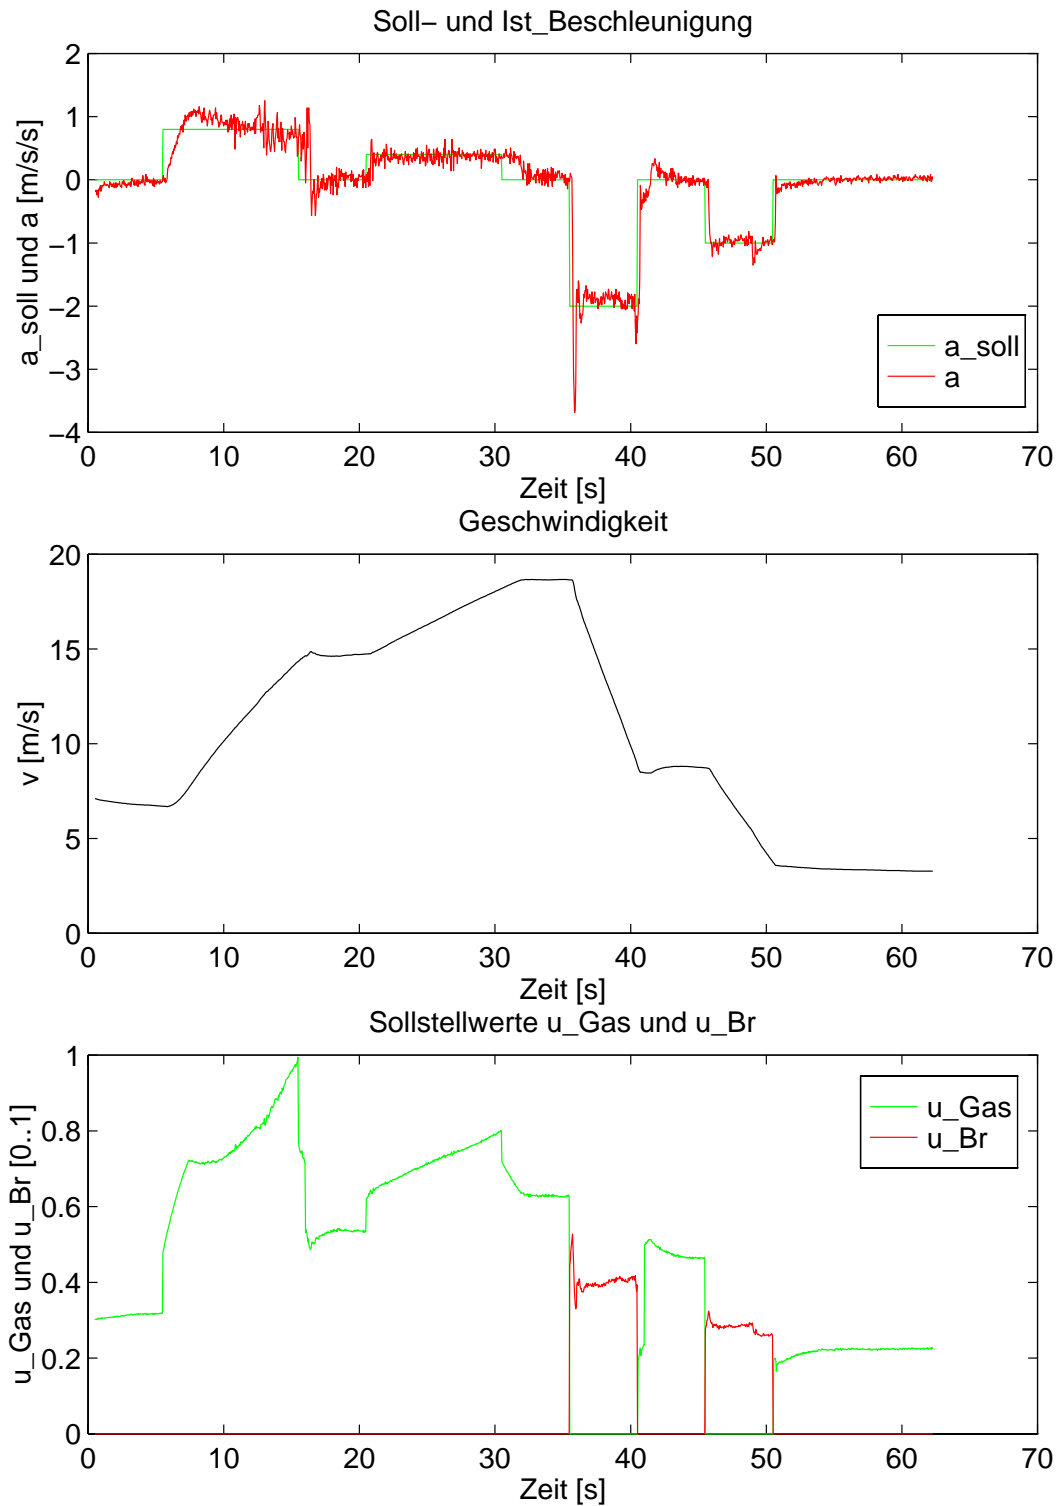 Soll− und Ist_Beschleunigung
a_soll und a [m/s/s]
2
1
0
−1
−2
−3
−4
a_soll
a
0 10 20 30 40 50 60 70
Zeit [s]
Geschwindigkeit
v [m/s]
20
15
10
5
0
0 10 20 30 40 50 60 70
Zeit [s]
Sollstellwerte u_Gas und u_Br
u_Gas und u_Br [0..1]
1
0.8
0.6
0.4
0.2
0
u_Gas
u_Br
0 10 20 30 40 50 60 70
Zeit [s]